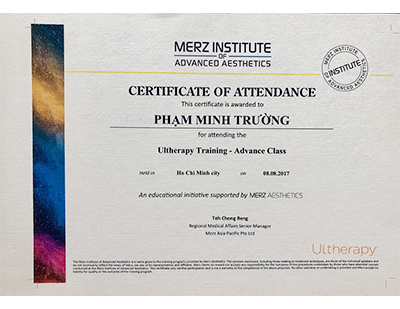 MERZ INSTITUTE
OF
ADVANCED AESTHETICS
MERZ INSTITUTE
INSTITUTE
OF ADVANCED AESTHETICS
CERTIFICATE OF ATTENDANCE
This certificate is awarded to
PHẠM MINH TRƯỜNG
for attending the
Ultherapy Training - Advance Class
Held in Ho Chi Minh city on 08.08.2017
An educational initiative supported by MERZ AESTHETICS
Teh Chong Beng
Regional Medical Affairs Senior Manager
Merz Asia Pacific Pte Ltd
Ultherapy